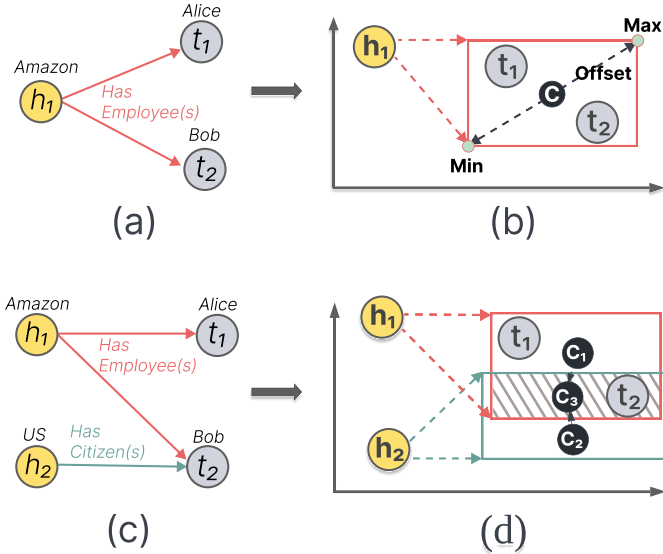 Alice
t1
Amazon
h1
Has
Employee(s)
Bob
t2
(a)
Max
h1
t1
Offset
C
t2
Min
(b)
Amazon
h1
Alice
t1
Has
Employee(s)
US
h2
Has
Citizen(s)
Bob
t2
(c)
h1
t1
C1
C3
t2
C2
h2
(d)